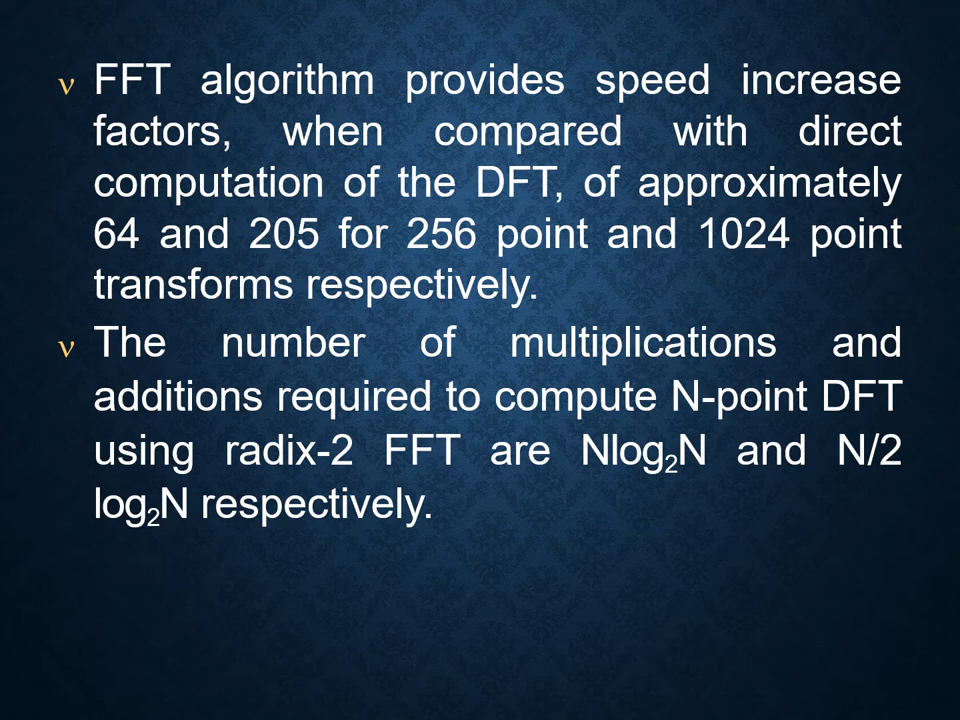 ν FFT algorithm provides speed increase
factors, when compared with direct
computation of the DFT, of approximately
64 and 205 for 256 point and 1024 point
transforms respectively.
ν The number of multiplications and
additions required to compute N-point DFT
using radix-2 FFT are Nlog₂N and N/2
log₂N respectively.